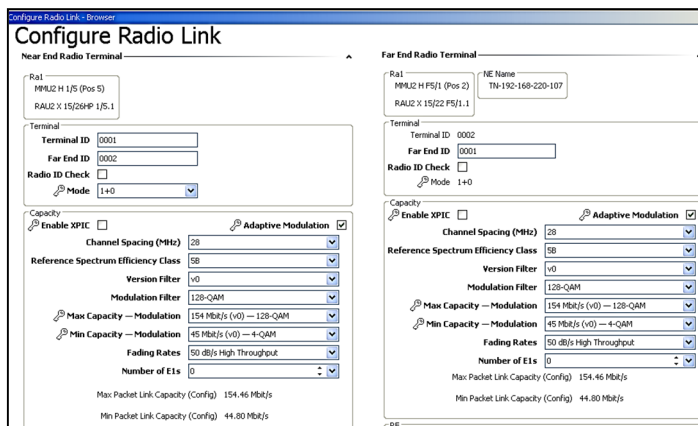 Configure Radio Link - Browser
Configure Radio Link
Near End Radio Terminal
Ra1
MMU2 H 1/5 (Pos 5)
RAU2 X 15/26HP 1/5.1
Terminal
Terminal ID 0001
Far End ID 0002
Radio ID Check
Mode 1+0
Capacity
Enable XPIC Adaptive Modulation
Channel Spacing (MHz) 28
Reference Spectrum Efficiency Class 5B
Version Filter v0
Modulation Filter 128-QAM
Max Capacity — Modulation 154 Mbit/s (v0) — 128-QAM
Min Capacity — Modulation 45 Mbit/s (v0) — 4-QAM
Fading Rates 50 dB/s High Throughput
Number of E1s 0
Max Packet Link Capacity (Config) 154.46 Mbit/s
Min Packet Link Capacity (Config) 44.80 Mbit/s
Far End Radio Terminal
Ra1
MMU2 H F5/1 (Pos 2)
RAU2 X 15/22 F5/1.1
NE Name
TN-192-168-220-107
Terminal
Terminal ID 0002
Far End ID 0001
Radio ID Check
Mode 1+0
Capacity
Enable XPIC Adaptive Modulation
Channel Spacing (MHz) 28
Reference Spectrum Efficiency Class 5B
Version Filter v0
Modulation Filter 128-QAM
Max Capacity — Modulation 154 Mbit/s (v0) — 128-QAM
Min Capacity — Modulation 45 Mbit/s (v0) — 4-QAM
Fading Rates 50 dB/s High Throughput
Number of E1s 0
Max Packet Link Capacity (Config) 154.46 Mbit/s
Min Packet Link Capacity (Config) 44.80 Mbit/s